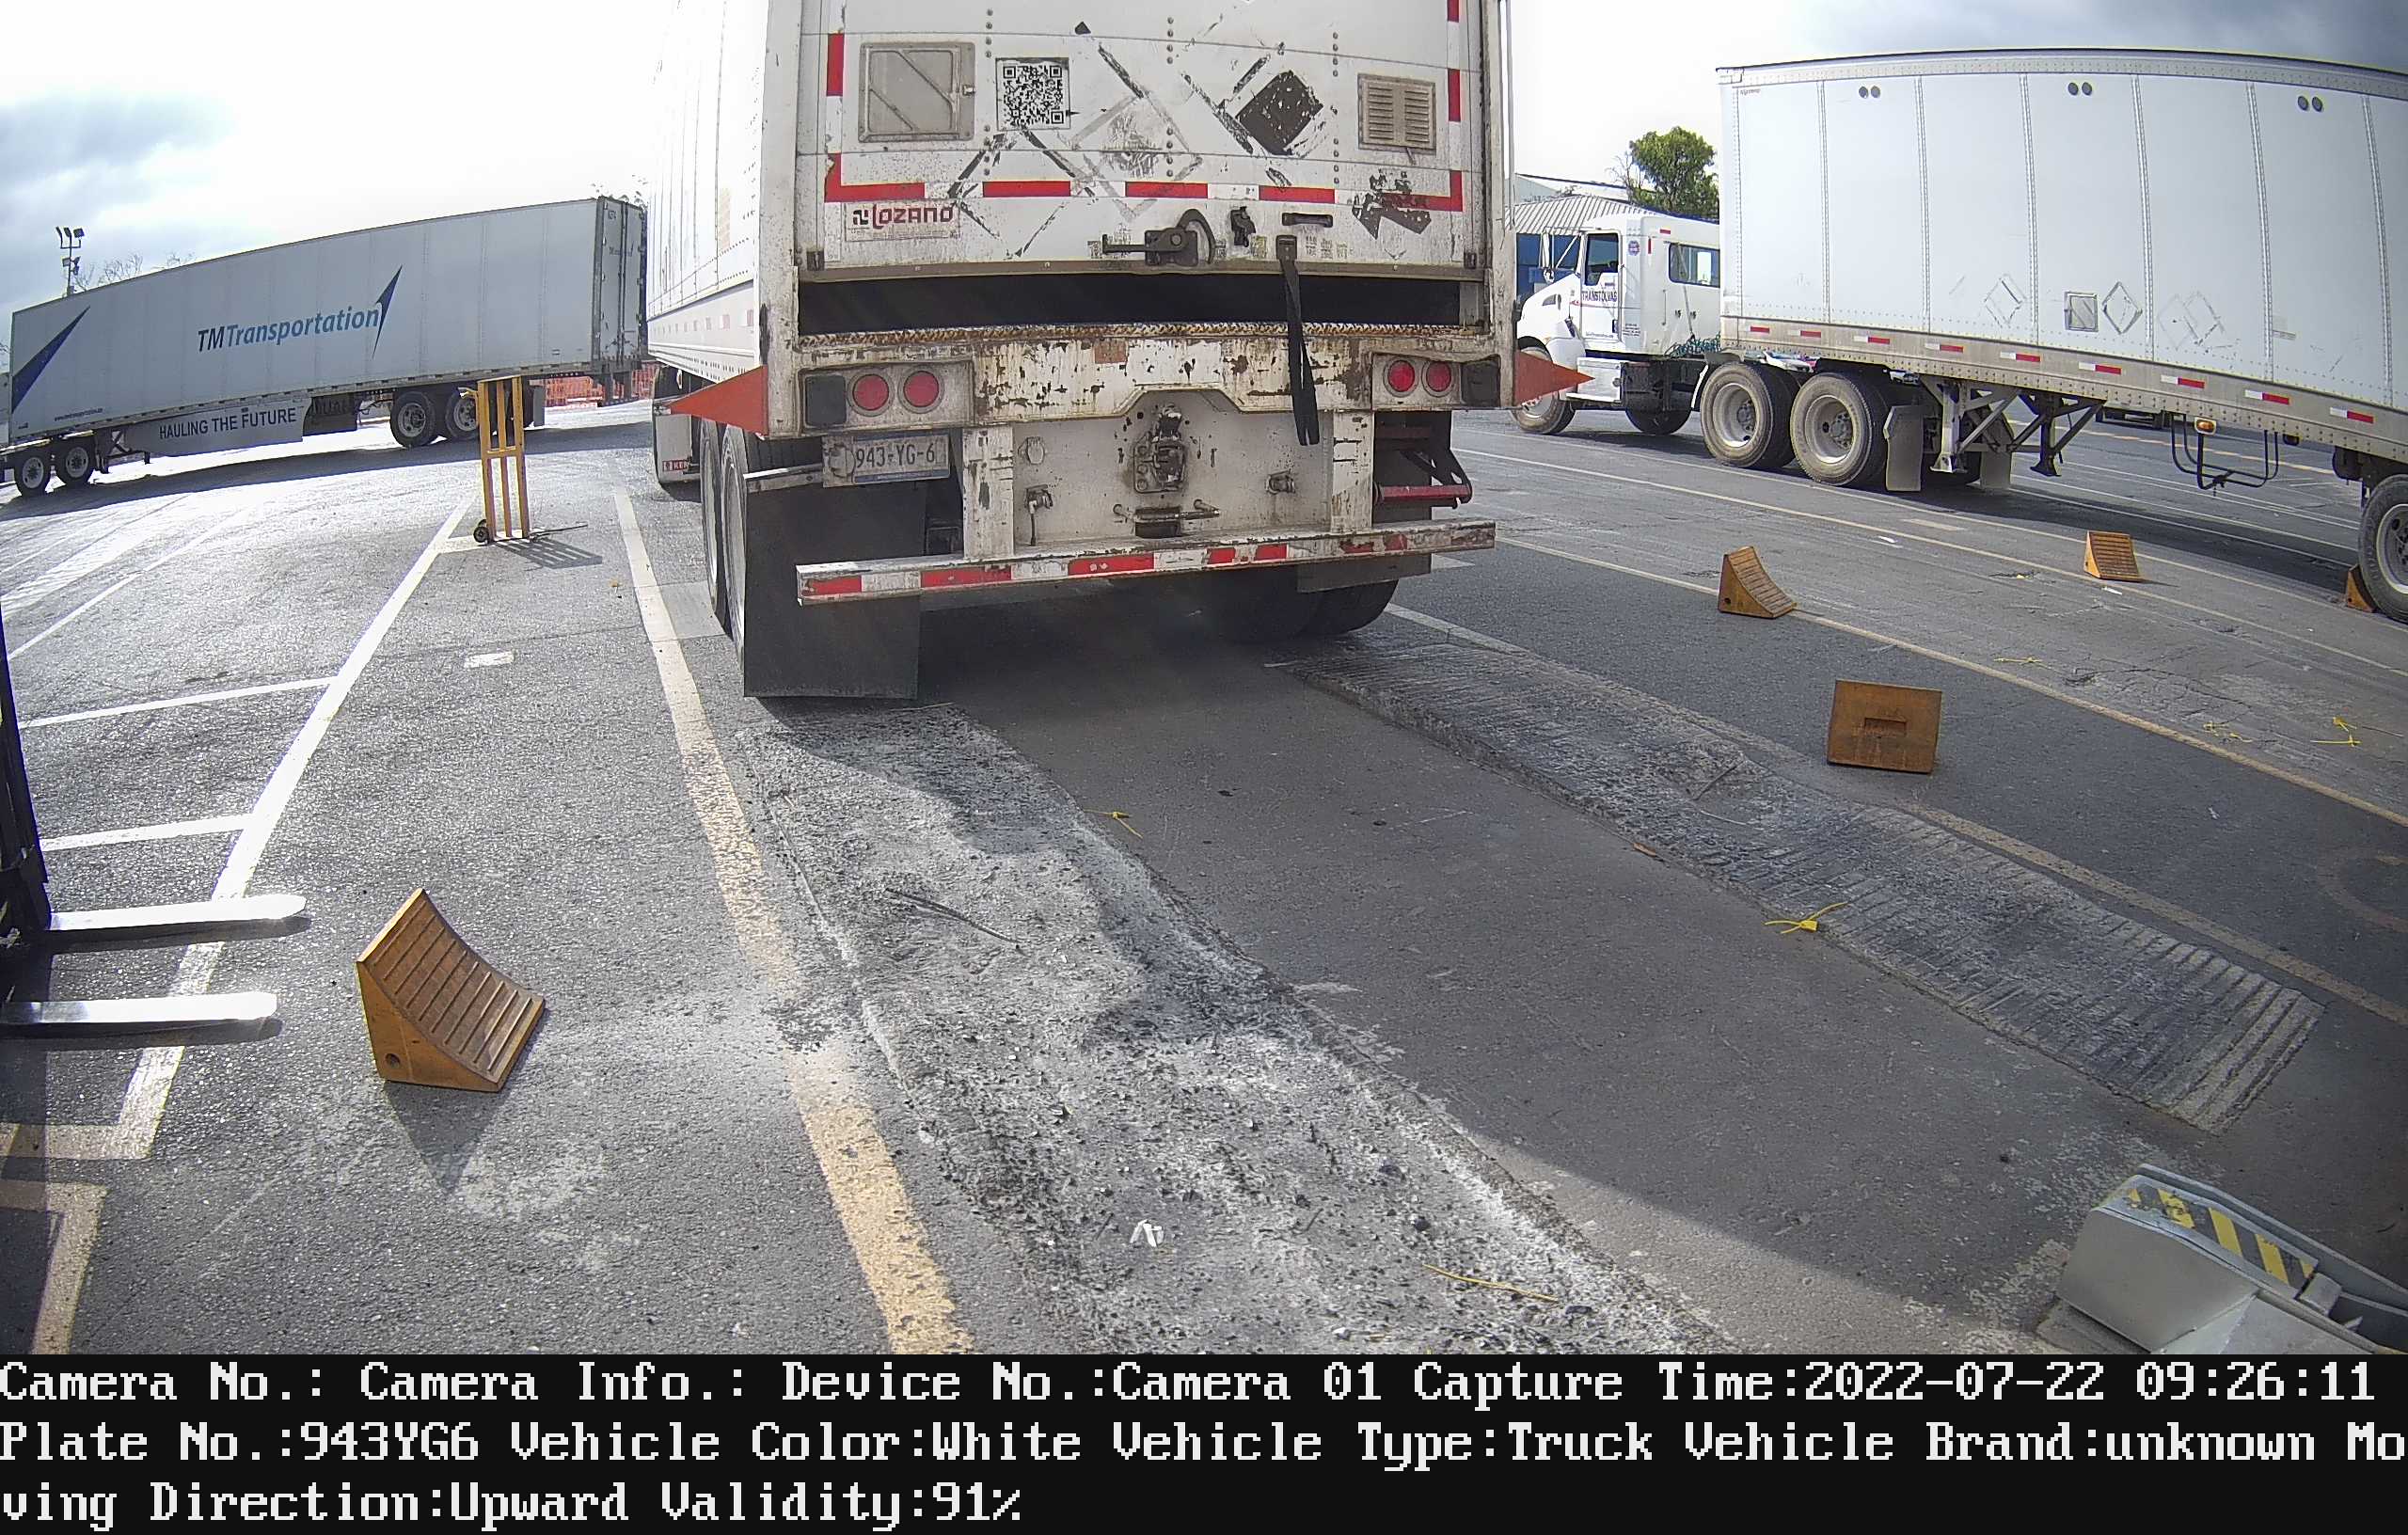 LOZANO
TMTransportation
HAULING THE FUTURE
TRANSTOLVAS
943-YG-6
Camera No.: Camera Info.: Device No.:Camera 01 Capture Time:2022-07-22 09:26:11
Plate No.:943YG6 Vehicle Color:White Vehicle Type:Truck Vehicle Brand:unknown Mo
ving Direction:Upward Validity:91%